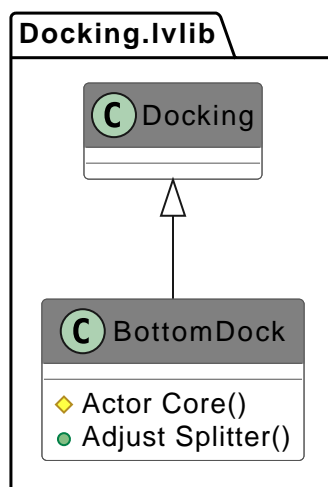 Docking.lvlib
C Docking
C BottomDock
Actor Core()
Adjust Splitter()